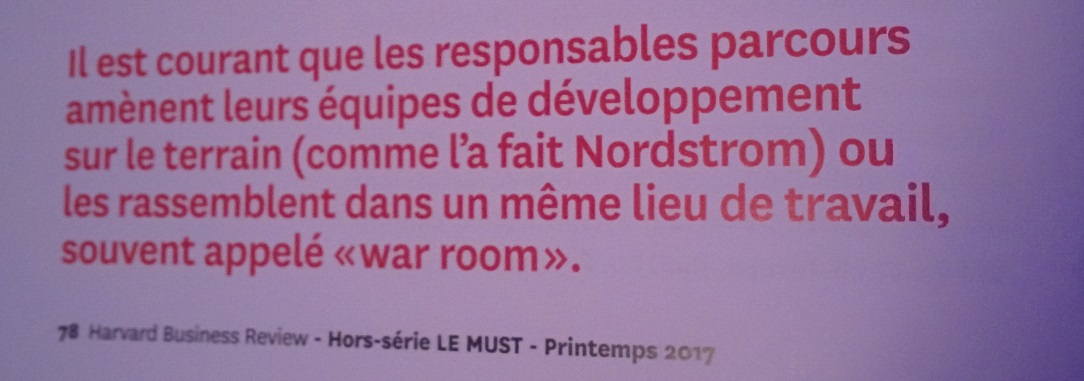 Il est courant que les responsables parcours
amènent leurs équipes de développement
sur le terrain (comme l’a fait Nordstrom) ou
les rassemblent dans un même lieu de travail,
souvent appelé «war room».
78 Harvard Business Review - Hors-série LE MUST - Printemps 2017